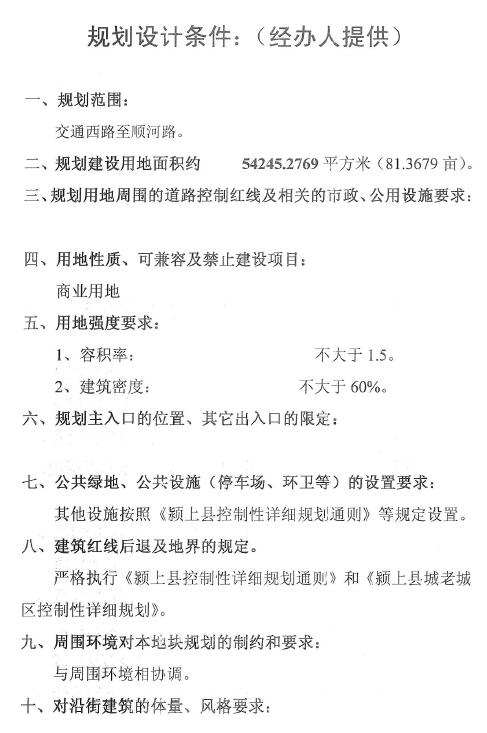 规划设计条件：（经办人提供）
一、规划范围：
交通西路至顺河路。
二、规划建设用地面积约 54245.2769 平方米（81.3679 亩）。
三、规划用地周围的道路控制红线及相关的市政、公用设施要求：
四、用地性质、可兼容及禁止建设项目：
商业用地
五、用地强度要求：
1、容积率： 不大于 1.5。
2、建筑密度： 不大于 60%。
六、规划主入口的位置、其它出入口的限定：
七、公共绿地、公共设施（停车场、环卫等）的设置要求：
其他设施按照《颍上县控制性详细规划通则》等规定设置。
八、建筑红线后退及地界的规定。
严格执行《颍上县控制性详细规划通则》和《颍上县城老城
区控制性详细规划》。
九、周围环境对本地块规划的制约和要求：
与周围环境相协调。
十、对沿街建筑的体量、风格要求：